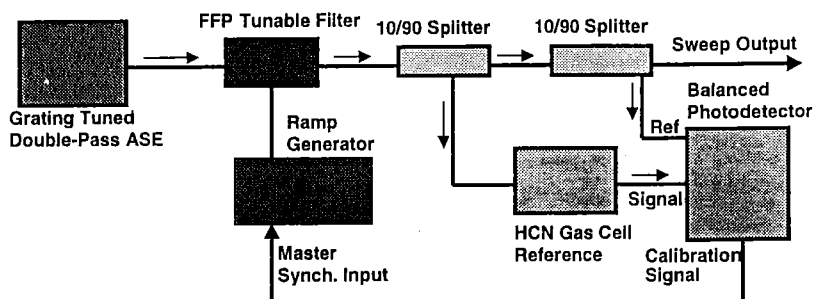 FFP Tunable Filter
10/90 Splitter
10/90 Splitter
Sweep Output
Grating Tuned
Double-Pass ASE
Ramp
Generator
Ref
Balanced
Photodetector
Signal
HCN Gas Cell
Reference
Master
Synch. Input
Calibration
Signal